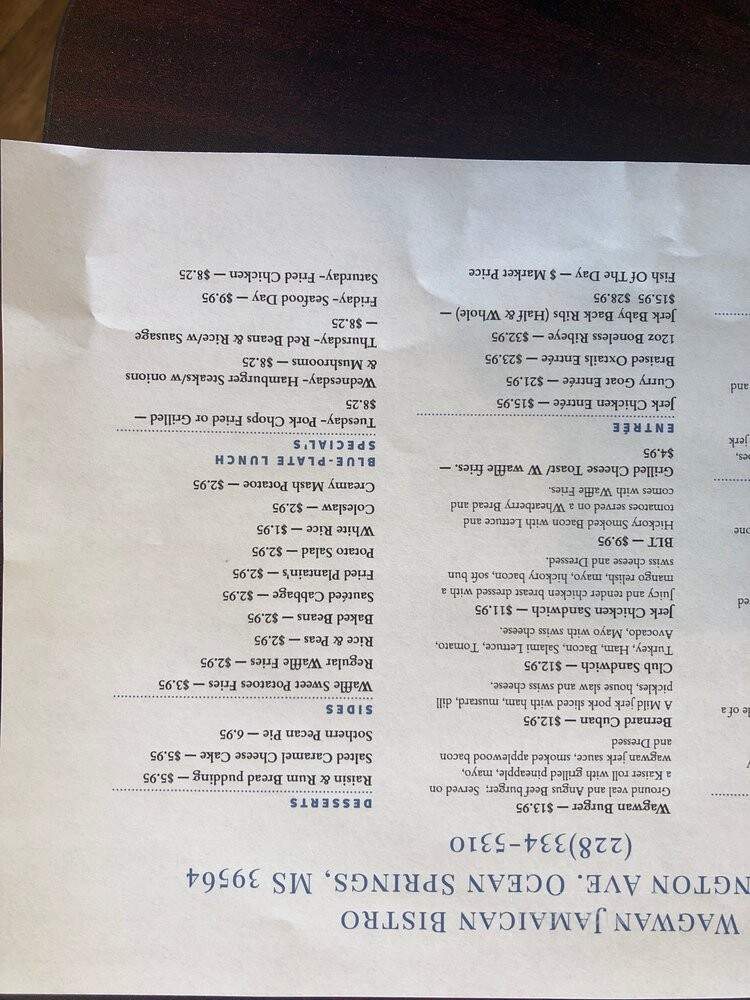 WAGWAN JAMAICAN BISTRO
NGTON AVE. OCEAN SPRINGS, MS 39564
(228)334-5310
Wagwan Burger — $13.95
Ground veal and Angus Beef burger; Served on
a Kaiser roll with grilled pineapple, mayo,
wagwan jerk sauce, smoked applewood bacon
and Dressed
Bernard Cuban — $12.95
A Mild jerk pork sliced with ham, mustard, dill
pickles, house slaw and swiss cheese.
Club Sandwich — $12.95
Turkey, Ham, Bacon, Salami Lettuce, Tomato,
Avocado, Mayo with swiss cheese.
Jerk Chicken Sandwich — $11.95
Juicy and tender chicken breast dressed with a
mango relish, mayo, hickory bacon, soft bun
swiss cheese and Dressed.
BLT — $9.95
Hickory Smoked Bacon with Lettuce and
tomatoes served on a Wheatberry Bread and
comes with Waffle Fries.
Grilled Cheese Toast/ W waffle fries. —
$4.95
ENTRÉE
Jerk Chicken Entrée — $15.95
Curry Goat Entrée — $21.95
Braised Oxtails Entrée — $23.95
12oz Boneless Ribeye — $32.95
Jerk Baby Back Ribs (Half & Whole) —
$15.95 $28.95
Fish Of The Day — $ Market Price
DESSERTS
Raisin & Rum Bread pudding — $5.95
Salted Caramel Cheese Cake — $5.95
Sothern Pecan Pie — 6.95
SIDES
Waffle Sweet Potatoes Fries — $3.95
Regular Waffle Fries — $2.95
Rice & Peas — $2.95
Baked Beans — $2.95
Sautéed Cabbage — $2.95
Fried Plantain's — $2.95
Potato Salad — $2.95
White Rice — $1.95
Coleslaw — $2.95
Creamy Mash Potatoe — $2.95
BLUE-PLATE LUNCH
SPECIAL'S
Tuesday- Pork Chops Fried or Grilled —
$8.25
Wednesday- Hamburger Steaks/w onions
& Mushrooms — $8.25
Thursday- Red Beans & Rice/w Sausage
— $8.25
Friday- Seafood Day — $9.95
Saturday- Fried Chicken — $8.25